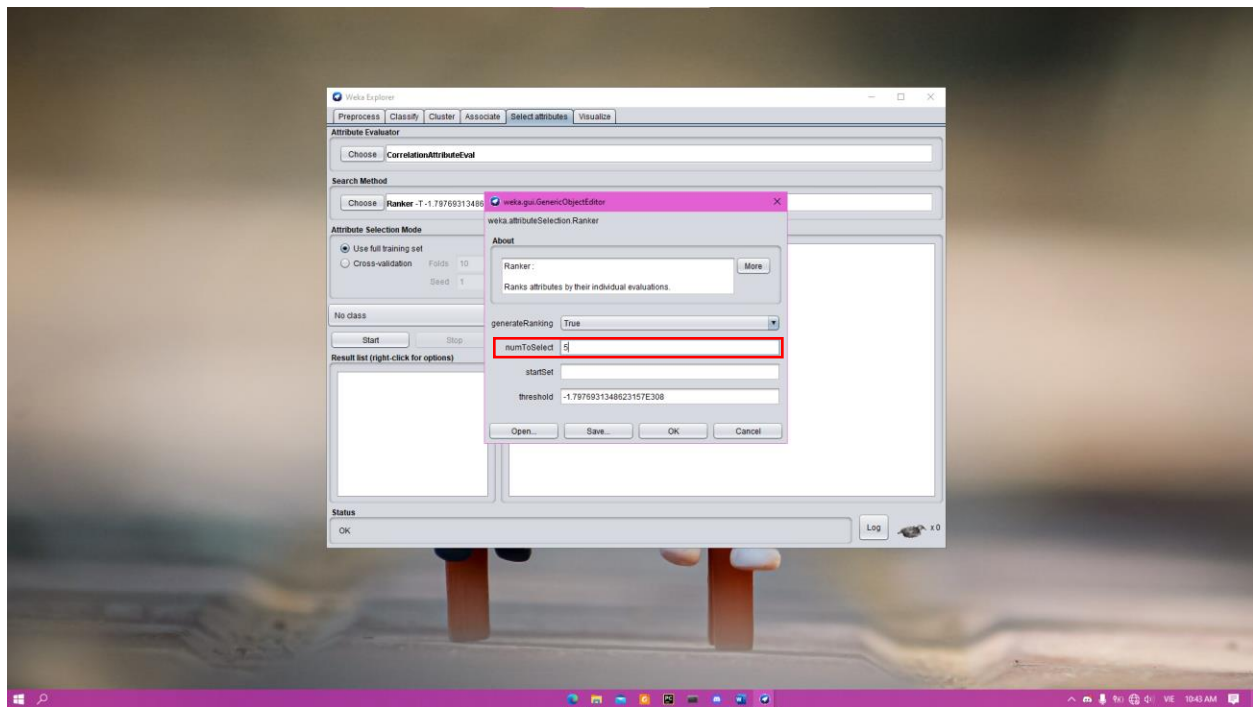 Weka Explorer
Preprocess Classify Cluster Associate Select attributes Visualize
Attribute Evaluator
Choose CorrelationAttributeEval
Search Method
Choose Ranker -T -1.79769313486
weka.gui.GenericObjectEditor
weka.attributeSelection.Ranker
Attribute Selection Mode
About
Use full training set
Cross-validation Folds 10
Seed 1
Ranker :
More
Ranks attributes by their individual evaluations.
No class
generateRanking True
Start Stop
numToSelect 5
Result list (right-click for options)
startSet
threshold -1.7976931348623157E308
Open... Save... OK Cancel
Status
OK
Log x 0
VIE 10:43 AM